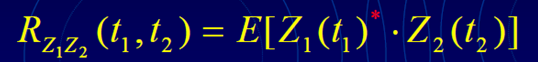 R_{Z_1Z_2}(t_1,t_2) = E[Z_1(t_1)^* · Z_2(t_2)]